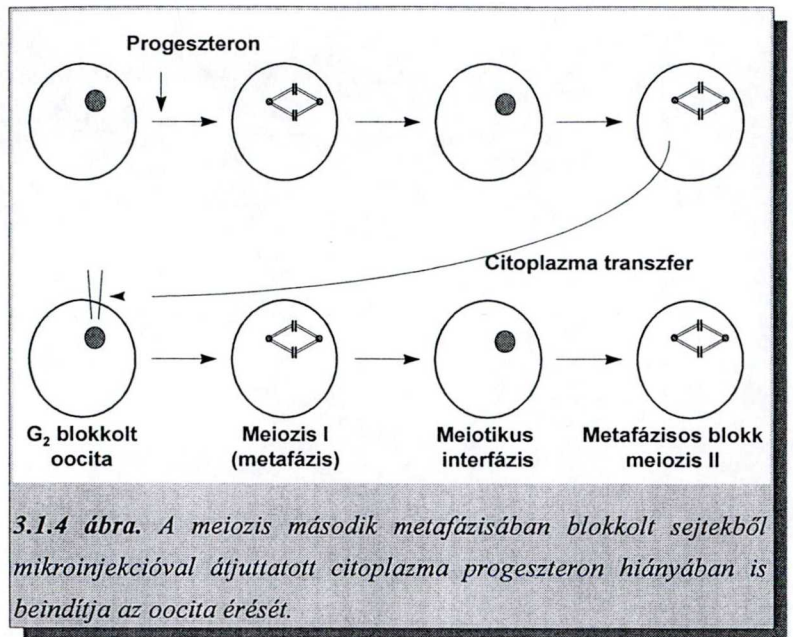 Progeszteron
Citoplazma transzfer
G₂ blokkolt
oocita
Meiozis I
(metafázis)
Meiotikus
interfázis
Metafázisos blokk
meiozis II
3.1.4 ábra. A meiozis második metafázisában blokkolt sejtekből
mikroinjekcióval átjuttatott citoplazma progeszteron hiányában is
beindítja az oocita érését.